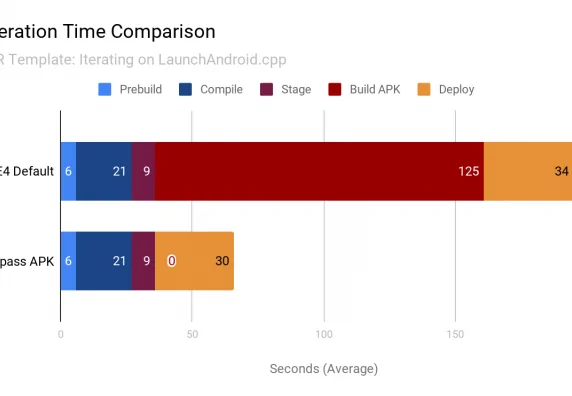 eration Time Comparison
R Template: Iterating on LaunchAndroid.cpp
Prebuild Compile Stage Build APK Deploy
E4 Default 6 21 9 125 34
pass APK 6 21 9 0 30
0 50 100 150
Seconds (Average)